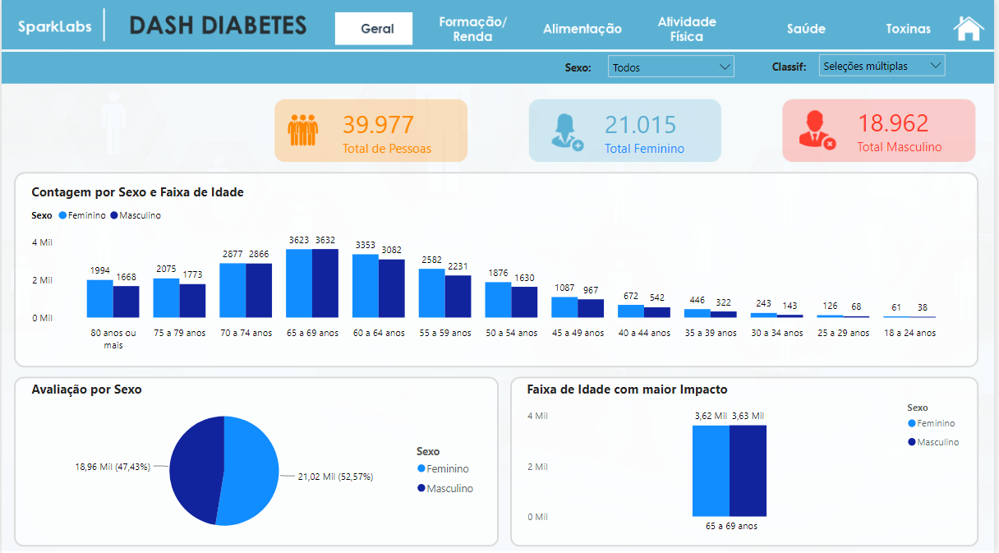 SparkLabs
DASH DIABETES
Geral
Formação/
Renda
Alimentação
Atividade
Física
Saúde
Toxinas
Sexo:
Todos
Classif:
Seleções múltiplas
39.977
Total de Pessoas
21.015
Total Feminino
18.962
Total Masculino
Contagem por Sexo e Faixa de Idade
Sexo Feminino Masculino
4 Mil
2 Mil
0 Mil
1994 1668
2075 1773
2877 2866
3623 3632
3353 3082
2582 2231
1876 1630
1087 967
672 542
446 322
243 143
126 68
61 38
80 anos ou
mais
75 a 79 anos
70 a 74 anos
65 a 69 anos
60 a 64 anos
55 a 59 anos
50 a 54 anos
45 a 49 anos
40 a 44 anos
35 a 39 anos
30 a 34 anos
25 a 29 anos
18 a 24 anos
Avaliação por Sexo
18,96 Mil (47,43%)
21,02 Mil (52,57%)
Sexo
Feminino
Masculino
Faixa de Idade com maior Impacto
4 Mil
2 Mil
0 Mil
3,62 Mil 3,63 Mil
65 a 69 anos
Sexo
Feminino
Masculino